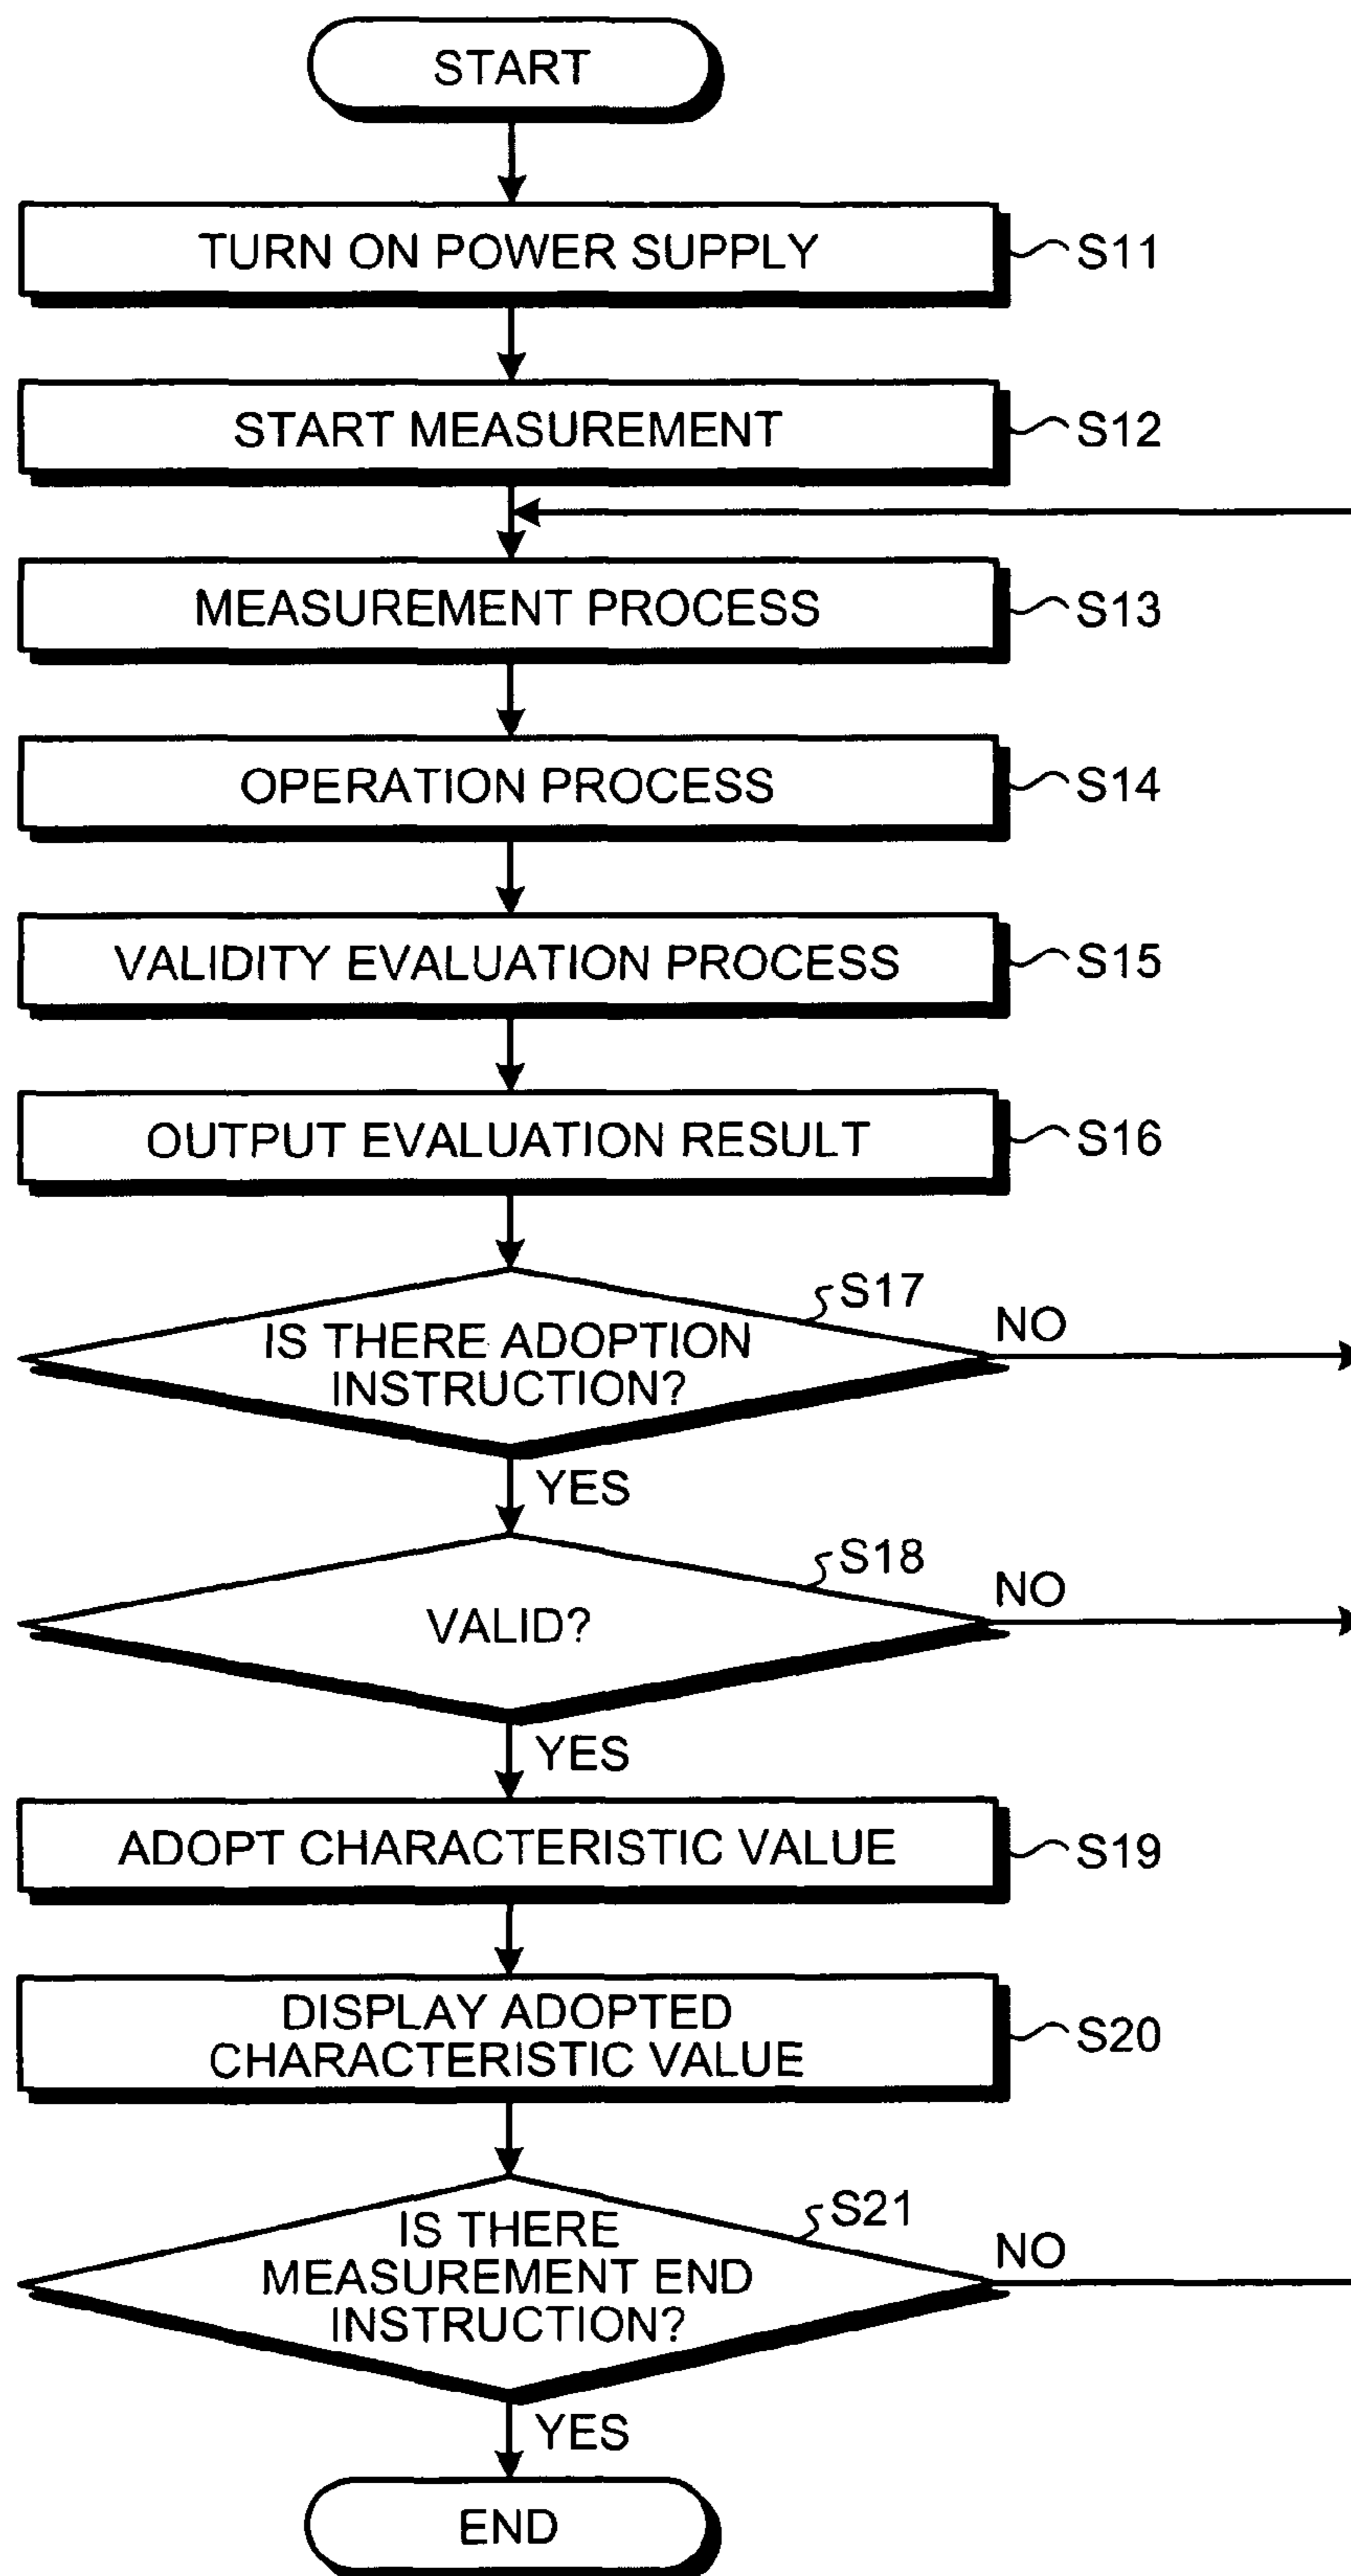 START
TURN ON POWER SUPPLY
S11
START MEASUREMENT
S12
MEASUREMENT PROCESS
S13
OPERATION PROCESS
S14
VALIDITY EVALUATION PROCESS
S15
OUTPUT EVALUATION RESULT
S16
S17
IS THERE ADOPTION
INSTRUCTION?
NO
YES
S18
VALID?
NO
YES
ADOPT CHARACTERISTIC VALUE
S19
DISPLAY ADOPTED
CHARACTERISTIC VALUE
S20
S21
IS THERE
MEASUREMENT END
INSTRUCTION?
NO
YES
END